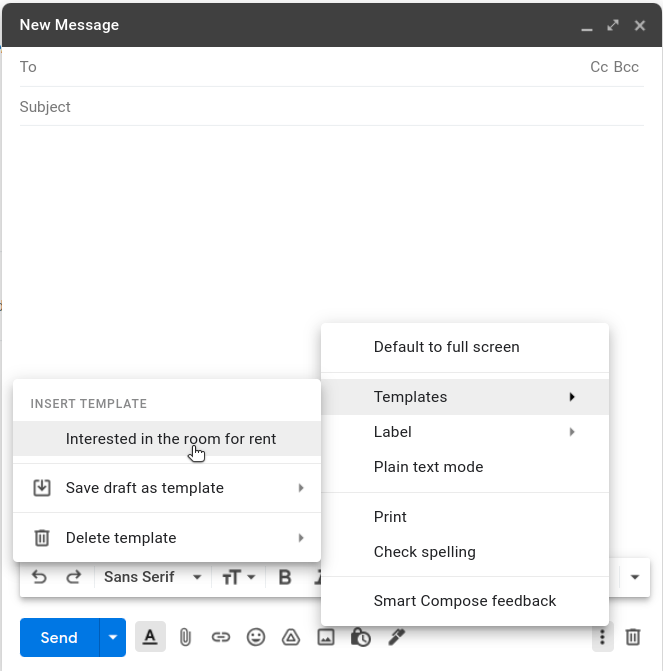 New Message
To Cc Bcc
Subject
Default to full screen
Templates
Label
Plain text mode
Print
Check spelling
Smart Compose feedback
INSERT TEMPLATE
Interested in the room for rent
Save draft as template
Delete template
Sans Serif
Send